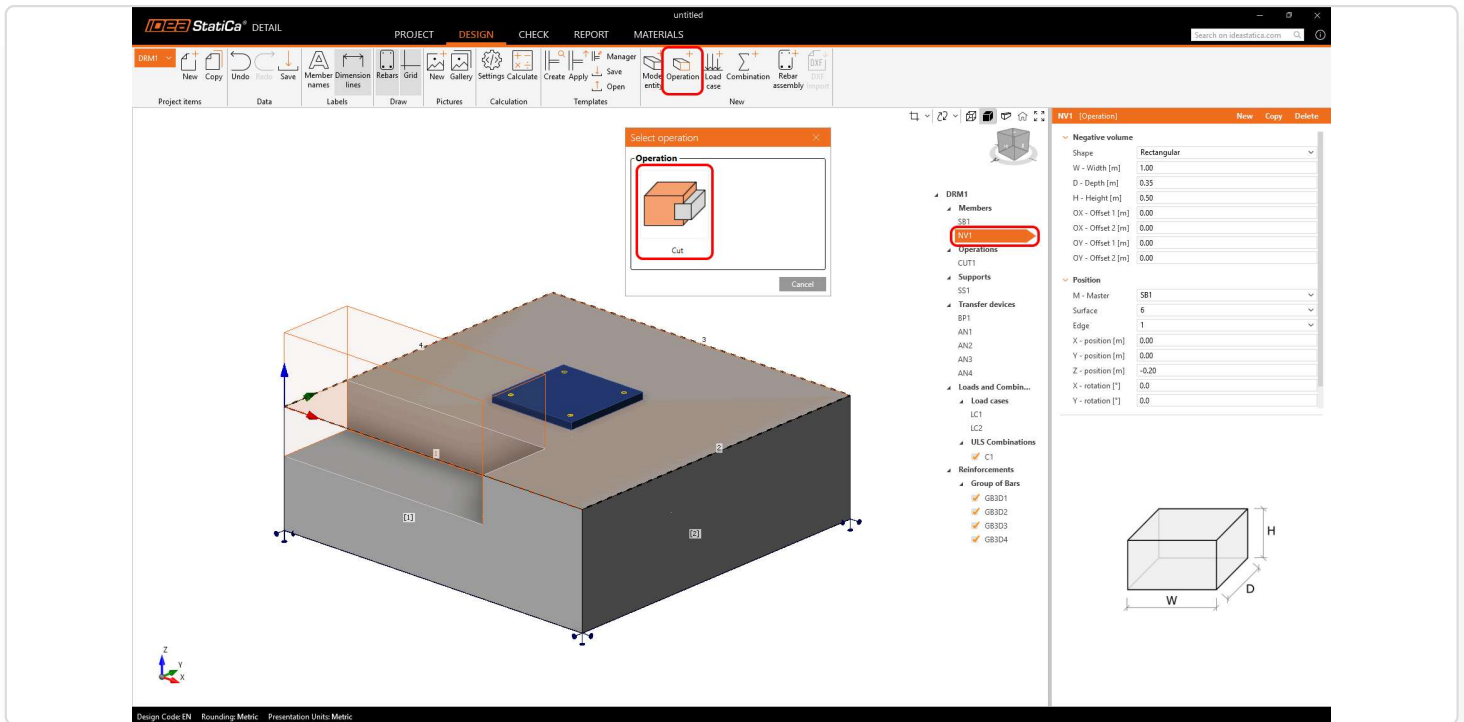 untitled
IDEA StatiCa® DETAIL
PROJECT DESIGN CHECK REPORT MATERIALS
Search on ideastatica.com
DRM1
New Copy Undo Redo Save Member names Dimension lines Rebars Grid New Gallery Settings Calculate Create Apply Manager Save Open Model entity Operation Load case Combination Rebar assembly DXF Import
Project items Data Labels Draw Pictures Calculation Templates New
NV1 [Operation] New Copy Delete
Select operation
Operation
Cut
Cancel
DRM1
Members
SB1
NV1
Operations
CUT1
Supports
SS1
Transfer devices
BP1
AN1
AN2
AN3
AN4
Loads and Combin...
Load cases
LC1
LC2
ULS Combinations
C1
Reinforcements
Group of Bars
GB3D1
GB3D2
GB3D3
GB3D4
Negative volume
Shape Rectangular
W - Width [m] 1.00
D - Depth [m] 0.35
H - Height [m] 0.50
OX - Offset 1 [m] 0.00
OX - Offset 2 [m] 0.00
OY - Offset 1 [m] 0.00
OY - Offset 2 [m] 0.00
Position
M - Master SB1
Surface 6
Edge 1
X - position [m] 0.00
Y - position [m] 0.00
Z - position [m] -0.20
X - rotation [°] 0.0
Y - rotation [°] 0.0
4
3
2
[1]
[2]
H
D
W
Z
Y
X
Design Code: EN Rounding: Metric Presentation Units: Metric